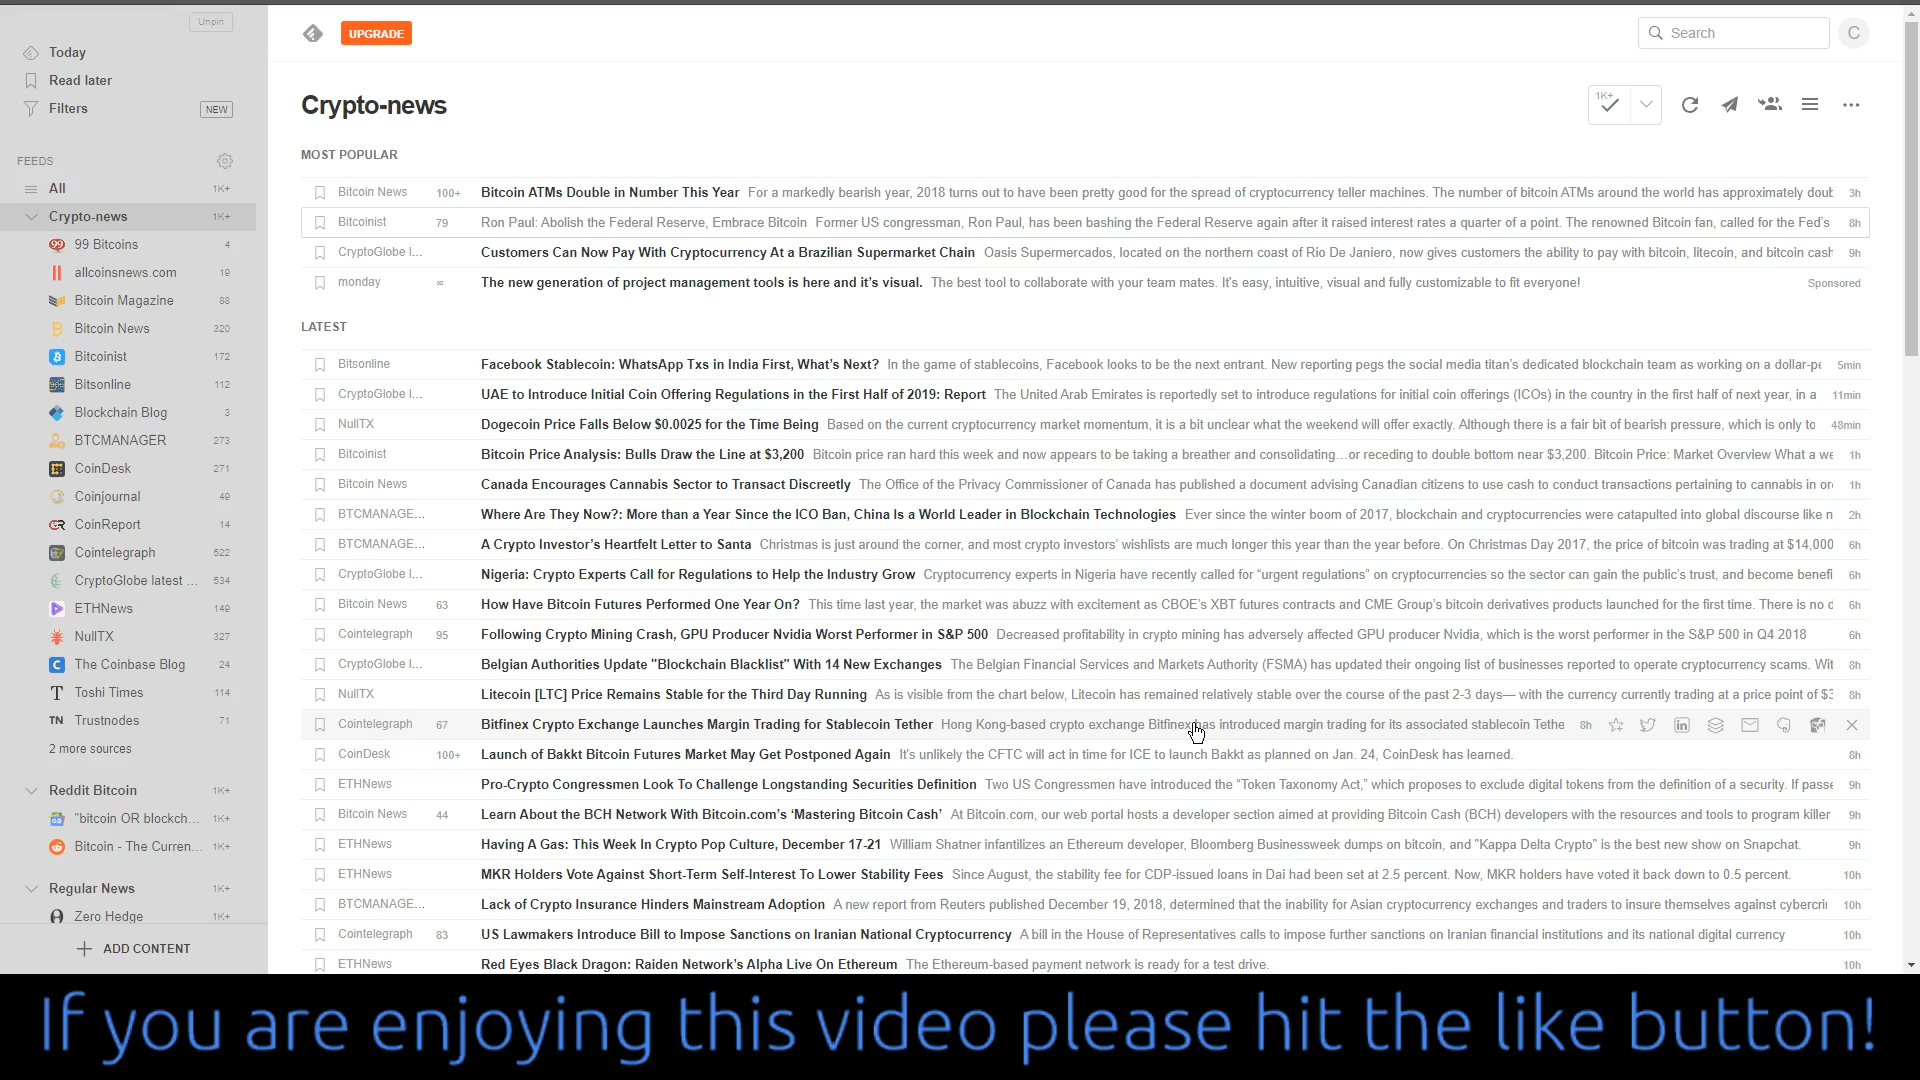 Unpin
Today
Read later
Filters NEW
FEEDS
All 1K+
Crypto-news 1K+
99 Bitcoins 4
allcoinsnews.com 19
Bitcoin Magazine 88
Bitcoin News 320
Bitcoinist 172
Bitsonline 112
Blockchain Blog 3
BTCMANAGER 273
CoinDesk 271
Coinjournal 49
CoinReport 14
Cointelegraph 522
CryptoGlobe latest ... 534
ETHNews 149
NullTX 327
The Coinbase Blog 24
Toshi Times 114
Trustnodes 71
2 more sources
Reddit Bitcoin 1K+
"bitcoin OR blockch... 1K+
Bitcoin - The Curren... 1K+
Regular News 1K+
Zero Hedge 1K+
ADD CONTENT
UPGRADE
Search
C
Crypto-news
1K+
MOST POPULAR
Bitcoin News 100+ Bitcoin ATMs Double in Number This Year For a markedly bearish year, 2018 turns out to have been pretty good for the spread of cryptocurrency teller machines. The number of bitcoin ATMs around the world has approximately doub 3h
Bitcoinist 79 Ron Paul: Abolish the Federal Reserve, Embrace Bitcoin Former US congressman, Ron Paul, has been bashing the Federal Reserve again after it raised interest rates a quarter of a point. The renowned Bitcoin fan, called for the Fed's 8h
CryptoGlobe l... Customers Can Now Pay With Cryptocurrency At a Brazilian Supermarket Chain Oasis Supermercados, located on the northern coast of Rio De Janiero, now gives customers the ability to pay with bitcoin, litecoin, and bitcoin cash 9h
monday ∞ The new generation of project management tools is here and it's visual. The best tool to collaborate with your team mates. It's easy, intuitive, visual and fully customizable to fit everyone! Sponsored
LATEST
Bitsonline Facebook Stablecoin: WhatsApp Txs in India First, What's Next? In the game of stablecoins, Facebook looks to be the next entrant. New reporting pegs the social media titan's dedicated blockchain team as working on a dollar-pe 5min
CryptoGlobe l... UAE to Introduce Initial Coin Offering Regulations in the First Half of 2019: Report The United Arab Emirates is reportedly set to introduce regulations for initial coin offerings (ICOs) in the country in the first half of next year, in a 11min
NullTX Dogecoin Price Falls Below $0.0025 for the Time Being Based on the current cryptocurrency market momentum, it is a bit unclear what the weekend will offer exactly. Although there is a fair bit of bearish pressure, which is only to 48min
Bitcoinist Bitcoin Price Analysis: Bulls Draw the Line at $3,200 Bitcoin price ran hard this week and now appears to be taking a breather and consolidating…or receding to double bottom near $3,200. Bitcoin Price: Market Overview What a we 1h
Bitcoin News Canada Encourages Cannabis Sector to Transact Discreetly The Office of the Privacy Commissioner of Canada has published a document advising Canadian citizens to use cash to conduct transactions pertaining to cannabis in or 1h
BTCMANAGE... Where Are They Now?: More than a Year Since the ICO Ban, China Is a World Leader in Blockchain Technologies Ever since the winter boom of 2017, blockchain and cryptocurrencies were catapulted into global discourse like n 2h
BTCMANAGE... A Crypto Investor's Heartfelt Letter to Santa Christmas is just around the corner, and most crypto investors' wishlists are much longer this year than the year before. On Christmas Day 2017, the price of bitcoin was trading at $14,000 6h
CryptoGlobe l... Nigeria: Crypto Experts Call for Regulations to Help the Industry Grow Cryptocurrency experts in Nigeria have recently called for "urgent regulations" on cryptocurrencies so the sector can gain the public's trust, and become benefi 6h
Bitcoin News 63 How Have Bitcoin Futures Performed One Year On? This time last year, the market was abuzz with excitement as CBOE's XBT futures contracts and CME Group's bitcoin derivatives products launched for the first time. There is no d 6h
Cointelegraph 95 Following Crypto Mining Crash, GPU Producer Nvidia Worst Performer in S&P 500 Decreased profitability in crypto mining has adversely affected GPU producer Nvidia, which is the worst performer in the S&P 500 in Q4 2018 6h
CryptoGlobe l... Belgian Authorities Update "Blockchain Blacklist" With 14 New Exchanges The Belgian Financial Services and Markets Authority (FSMA) has updated their ongoing list of businesses reported to operate cryptocurrency scams. Wit 8h
NullTX Litecoin [LTC] Price Remains Stable for the Third Day Running As is visible from the chart below, Litecoin has remained relatively stable over the course of the past 2-3 days— with the currency currently trading at a price point of $3 8h
Cointelegraph 67 Bitfinex Crypto Exchange Launches Margin Trading for Stablecoin Tether Hong Kong-based crypto exchange Bitfinex has introduced margin trading for its associated stablecoin Tethe 8h
CoinDesk 100+ Launch of Bakkt Bitcoin Futures Market May Get Postponed Again It's unlikely the CFTC will act in time for ICE to launch Bakkt as planned on Jan. 24, CoinDesk has learned. 8h
ETHNews Pro-Crypto Congressmen Look To Challenge Longstanding Securities Definition Two US Congressmen have introduced the "Token Taxonomy Act," which proposes to exclude digital tokens from the definition of a security. If passe 9h
Bitcoin News 44 Learn About the BCH Network With Bitcoin.com's 'Mastering Bitcoin Cash' At Bitcoin.com, our web portal hosts a developer section aimed at providing Bitcoin Cash (BCH) developers with the resources and tools to program killer 9h
ETHNews Having A Gas: This Week In Crypto Pop Culture, December 17-21 William Shatner infantilizes an Ethereum developer, Bloomberg Businessweek dumps on bitcoin, and "Kappa Delta Crypto" is the best new show on Snapchat. 9h
ETHNews MKR Holders Vote Against Short-Term Self-Interest To Lower Stability Fees Since August, the stability fee for CDP-issued loans in Dai had been set at 2.5 percent. Now, MKR holders have voted it back down to 0.5 percent. 10h
BTCMANAGE... Lack of Crypto Insurance Hinders Mainstream Adoption A new report from Reuters published December 19, 2018, determined that the inability for Asian cryptocurrency exchanges and traders to insure themselves against cybercri 10h
Cointelegraph 83 US Lawmakers Introduce Bill to Impose Sanctions on Iranian National Cryptocurrency A bill in the House of Representatives calls to impose further sanctions on Iranian financial institutions and its national digital currency 10h
ETHNews Red Eyes Black Dragon: Raiden Network's Alpha Live On Ethereum The Ethereum-based payment network is ready for a test drive. 10h
If you are enjoying this video please hit the like button!